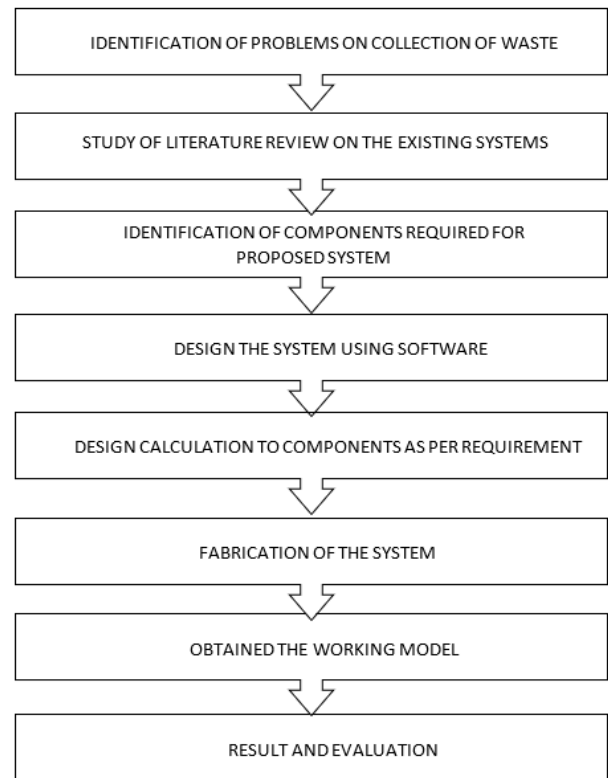 IDENTIFICATION OF PROBLEMS ON COLLECTION OF WASTE
STUDY OF LITERATURE REVIEW ON THE EXISTING SYSTEMS
IDENTIFICATION OF COMPONENTS REQUIRED FOR
PROPOSED SYSTEM
DESIGN THE SYSTEM USING SOFTWARE
DESIGN CALCULATION TO COMPONENTS AS PER REQUIREMENT
FABRICATION OF THE SYSTEM
OBTAINED THE WORKING MODEL
RESULT AND EVALUATION